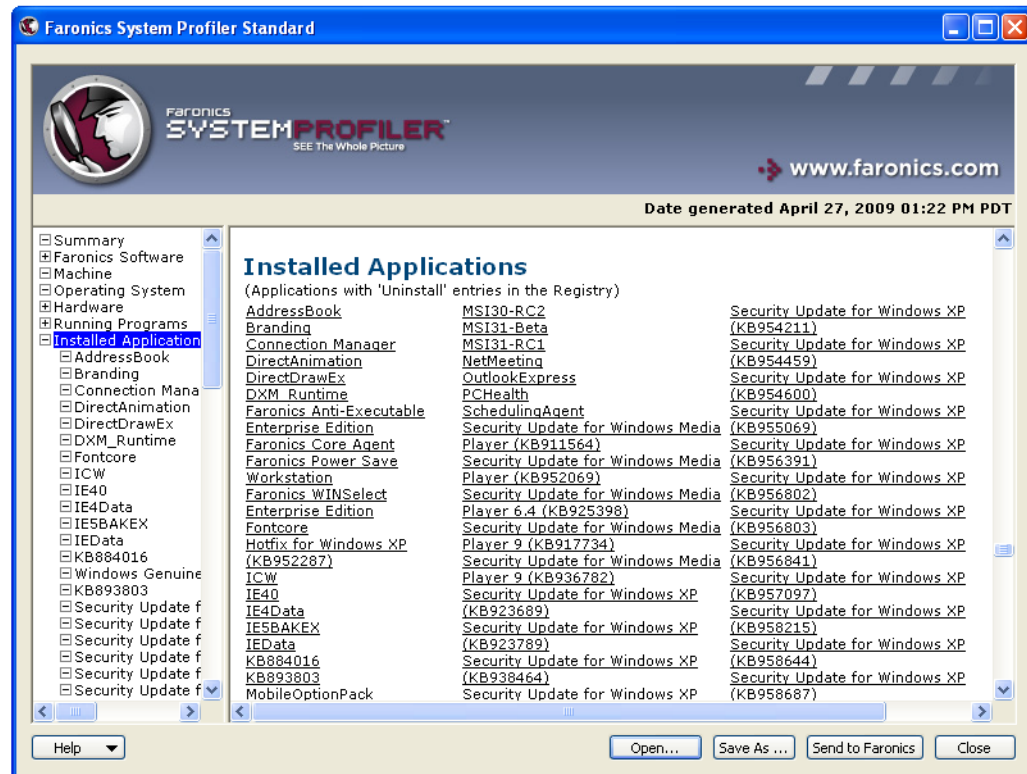 Faronics System Profiler Standard
Faronics
SYSTEMPROFILER™
SEE The Whole Picture
www.faronics.com
Date generated April 27, 2009 01:22 PM PDT
Summary
Faronics Software
Machine
Operating System
Hardware
Running Programs
Installed Application
AddressBook
Branding
Connection Mana
DirectAnimation
DirectDrawEx
DXM_Runtime
Fontcore
ICW
IE40
IE4Data
IE5BAKEX
IEData
KB884016
Windows Genuine
KB893803
Security Update f
Security Update f
Security Update f
Security Update f
Security Update f
Security Update f
Installed Applications
(Applications with 'Uninstall' entries in the Registry)
AddressBook
Branding
Connection Manager
DirectAnimation
DirectDrawEx
DXM_Runtime
Faronics Anti-Executable
Enterprise Edition
Faronics Core Agent
Faronics Power Save
Workstation
Faronics WINSelect
Enterprise Edition
Fontcore
Hotfix for Windows XP
(KB952287)
ICW
IE40
IE4Data
IE5BAKEX
IEData
KB884016
KB893803
MobileOptionPack
MSI30-RC2
MSI31-Beta
MSI31-RC1
NetMeeting
OutlookExpress
PCHealth
SchedulingAgent
Security Update for Windows Media
Player (KB911564)
Security Update for Windows Media
Player (KB952069)
Security Update for Windows Media
Player 6.4 (KB925398)
Security Update for Windows Media
Player 9 (KB917734)
Security Update for Windows Media
Player 9 (KB936782)
Security Update for Windows XP
(KB923689)
Security Update for Windows XP
(KB923789)
Security Update for Windows XP
(KB938464)
Security Update for Windows XP
Security Update for Windows XP
(KB954211)
Security Update for Windows XP
(KB954459)
Security Update for Windows XP
(KB954600)
Security Update for Windows XP
(KB955069)
Security Update for Windows XP
(KB956391)
Security Update for Windows XP
(KB956802)
Security Update for Windows XP
(KB956803)
Security Update for Windows XP
(KB956841)
Security Update for Windows XP
(KB957097)
Security Update for Windows XP
(KB958215)
Security Update for Windows XP
(KB958644)
Security Update for Windows XP
(KB958687)
Help
Open...
Save As ...
Send to Faronics
Close